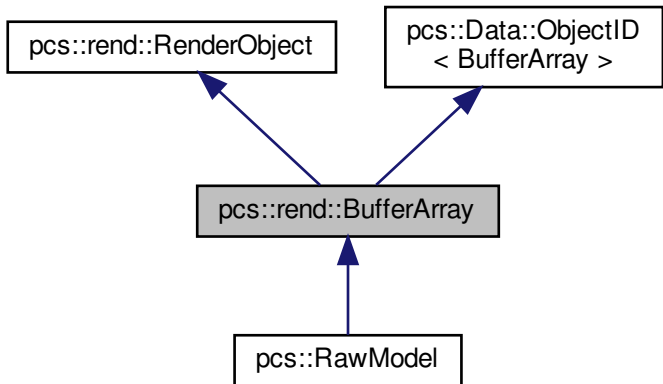 pcs::rend::RenderObject
pcs::Data::ObjectID
< BufferArray >
pcs::rend::BufferArray
pcs::RawModel